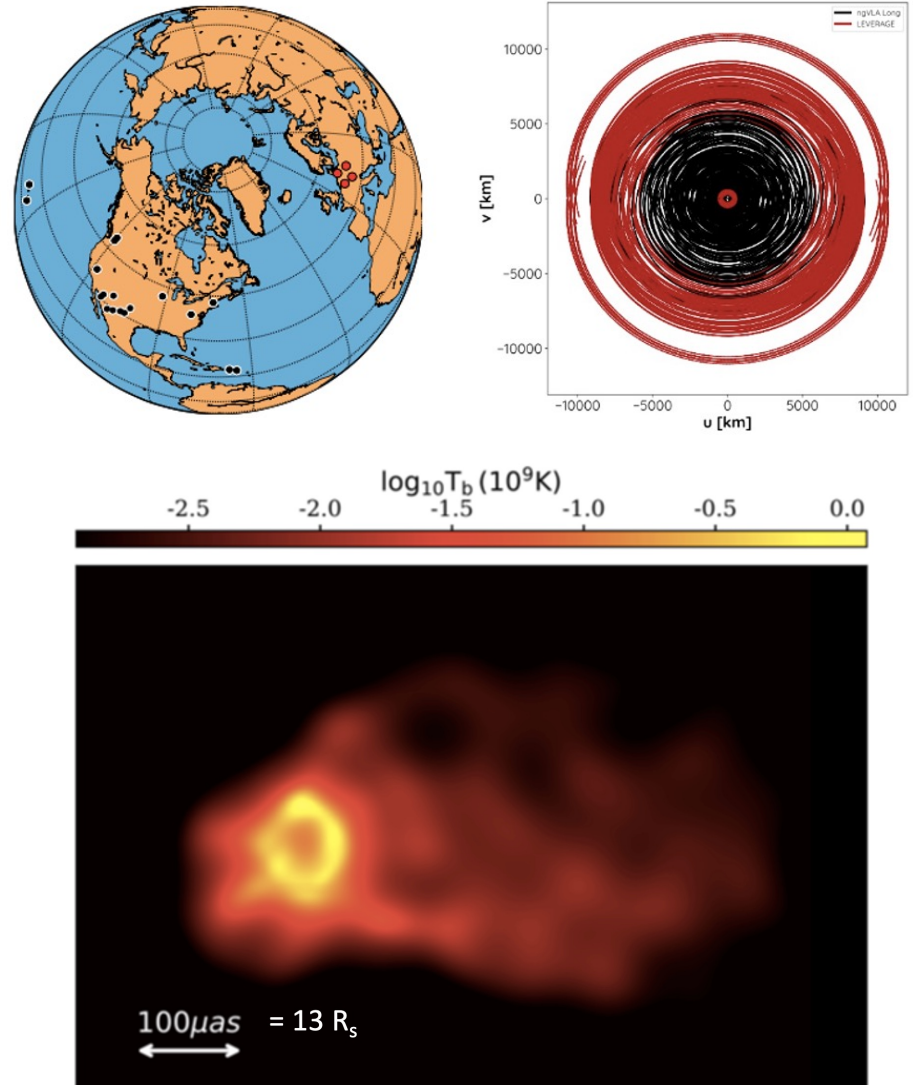 ngVLA Long
LEVERAGE
10000
5000
0
-5000
-10000
v [km]
-10000 -5000 0 5000 10000
u [km]
log₁₀T_b (10⁹K)
-2.5 -2.0 -1.5 -1.0 -0.5 0.0
100μas = 13 Rₛ